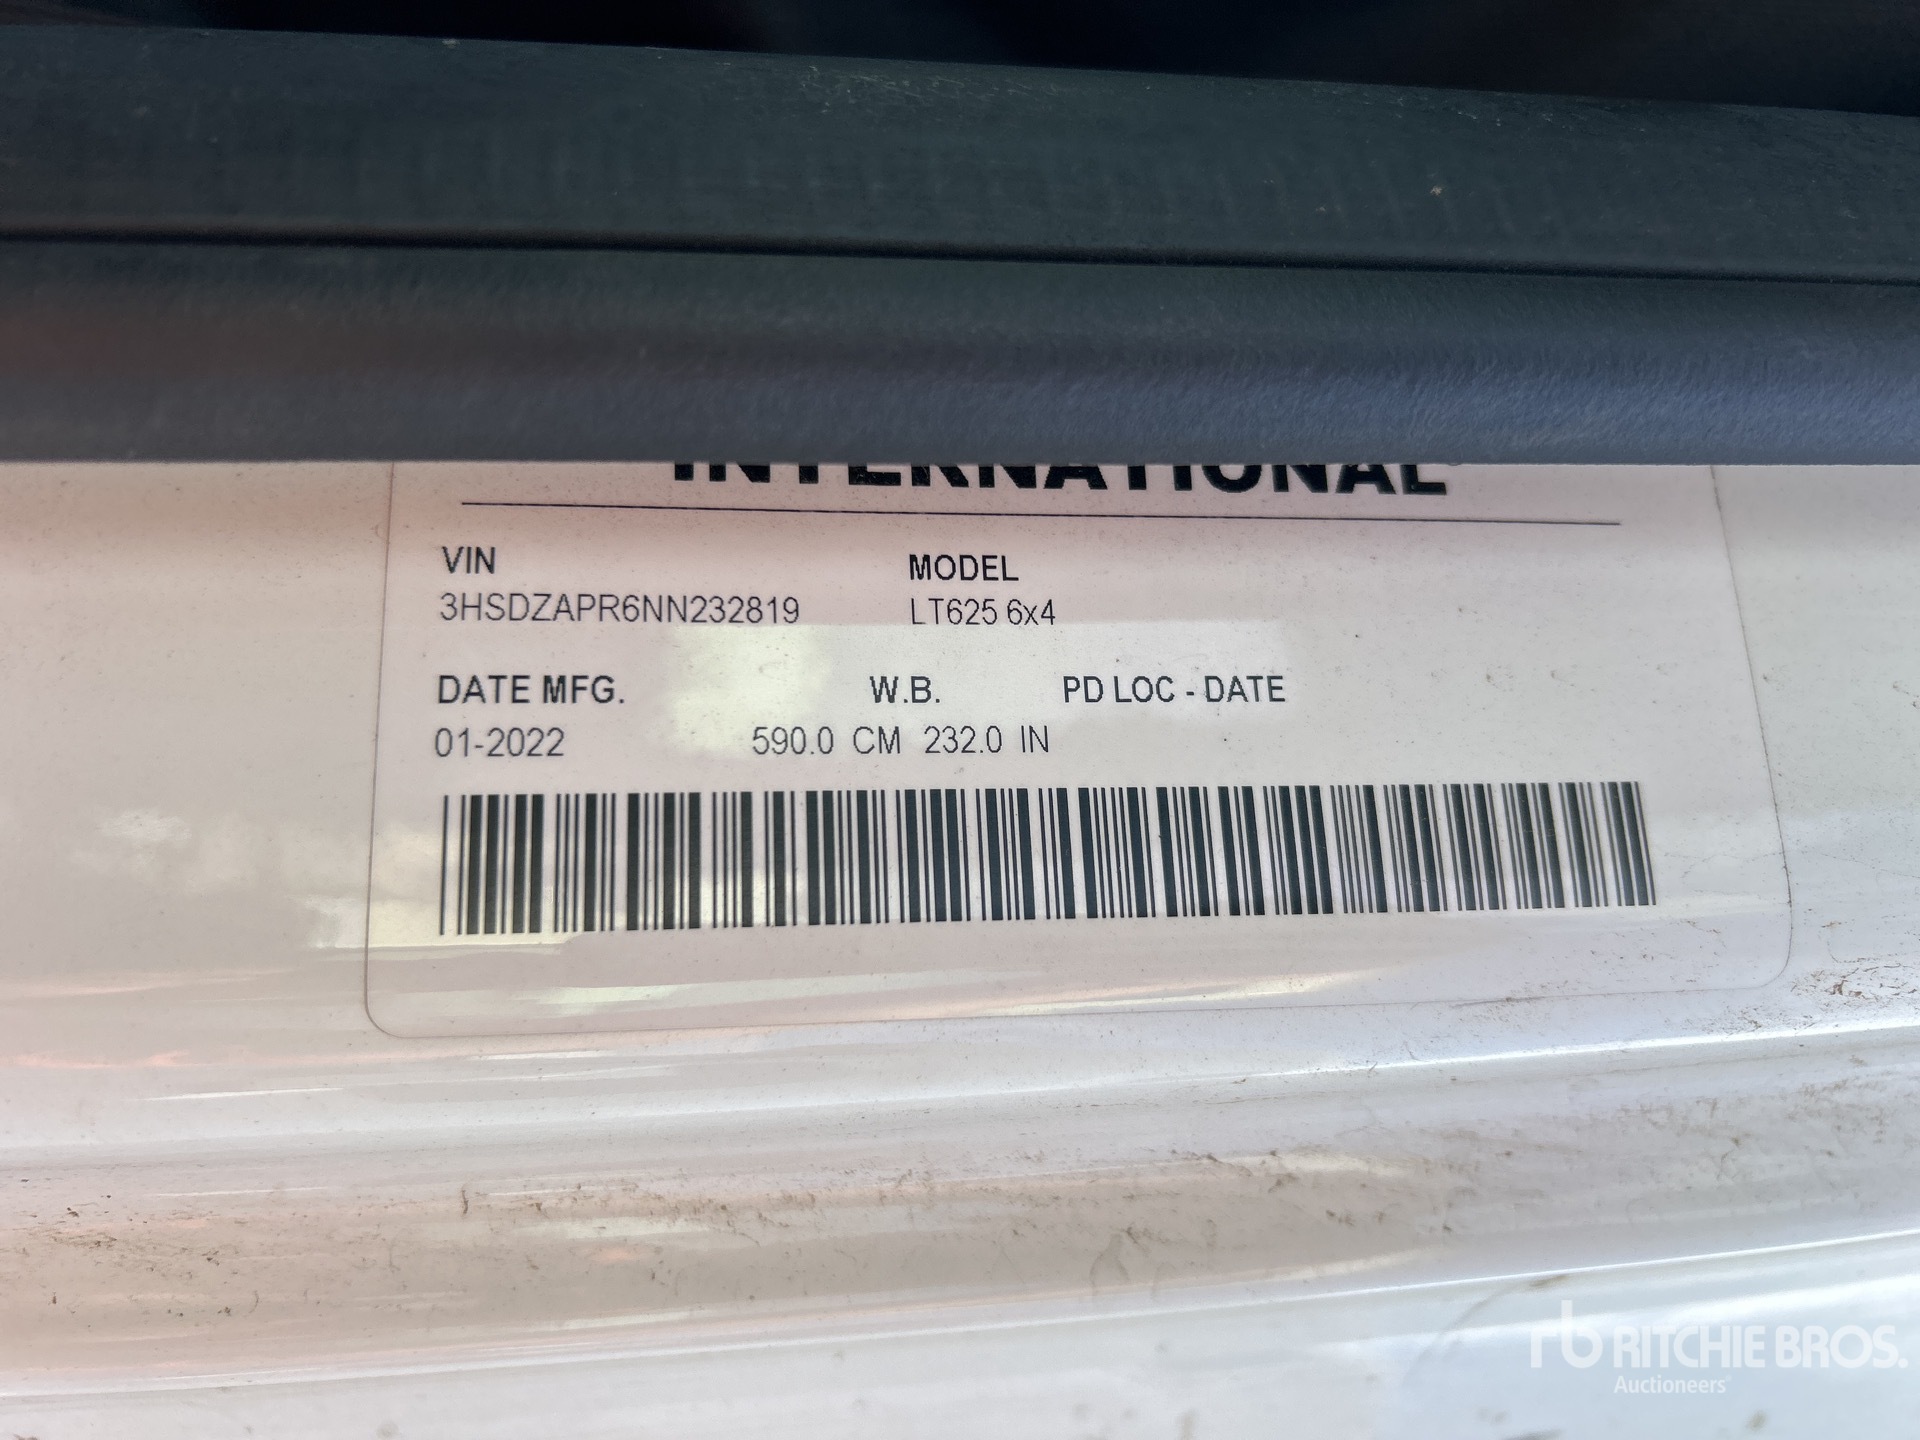 INTERNATIONAL
VIN MODEL
3HSDZAPR6NN232819 LT625 6x4
DATE MFG. W.B. PD LOC - DATE
01-2022 590.0 CM 232.0 IN
rb RITCHIE BROS.
Auctioneers